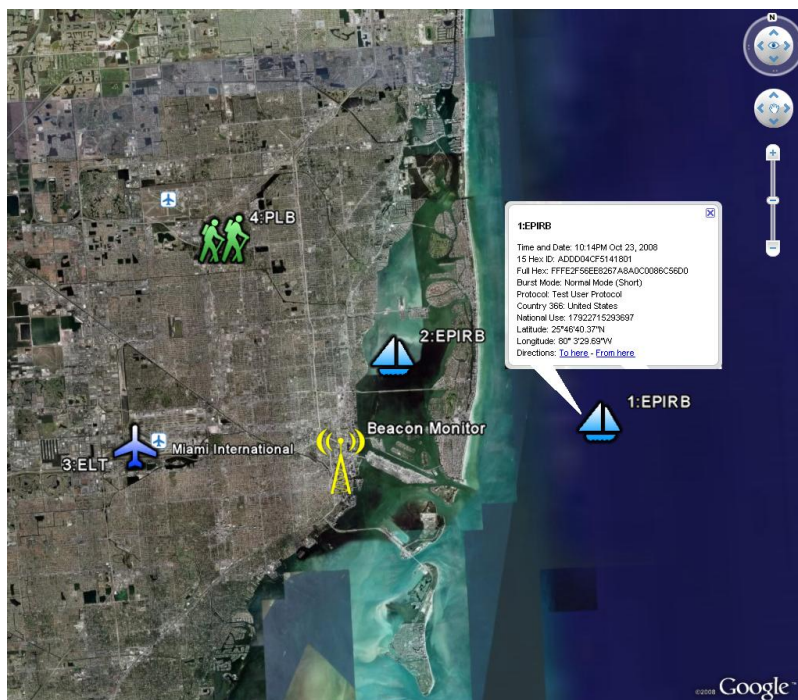 N
4:PLB
1:EPIRB
Time and Date: 10:14PM Oct 23, 2008
15 Hex ID: ADDD04CF5141801
Full Hex: FFFE2F56EE8267A8A0C0086C56D0
Burst Mode: Normal Mode (Short)
Protocol: Test User Protocol
Country 366: United States
National Use: 17922715293697
Latitude: 25°46'40.37"N
Longitude: 80° 3'29.69"W
Directions: To here - From here
2:EPIRB
1:EPIRB
Beacon Monitor
Miami International
3:ELT
©2008 Google™